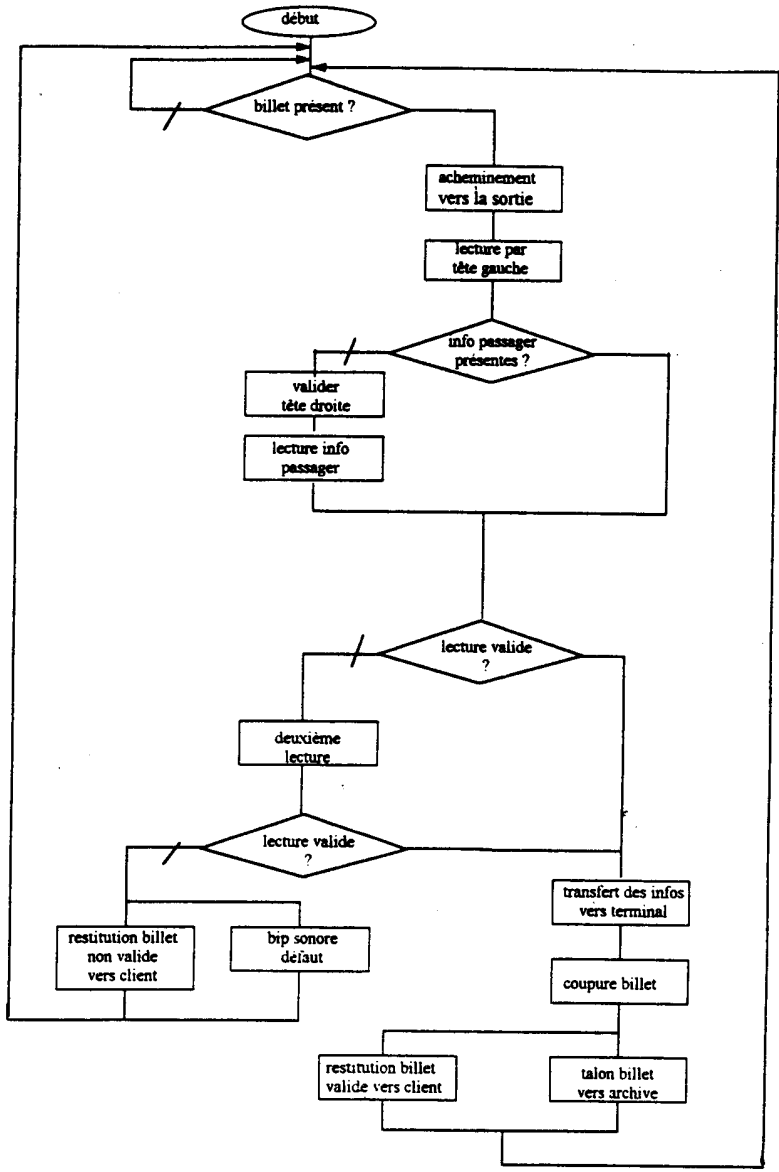 début
billet présent ?
acheminement
vers la sortie
lecture par
tête gauche
info passager
présentes ?
valider
tête droite
lecture info
passager
lecture valide
?
deuxième
lecture
lecture valide
?
transfert des infos
vers terminal
restitution billet
non valide
vers client
bip sonore
défaut
coupure billet
restitution billet
valide vers client
talon billet
vers archive